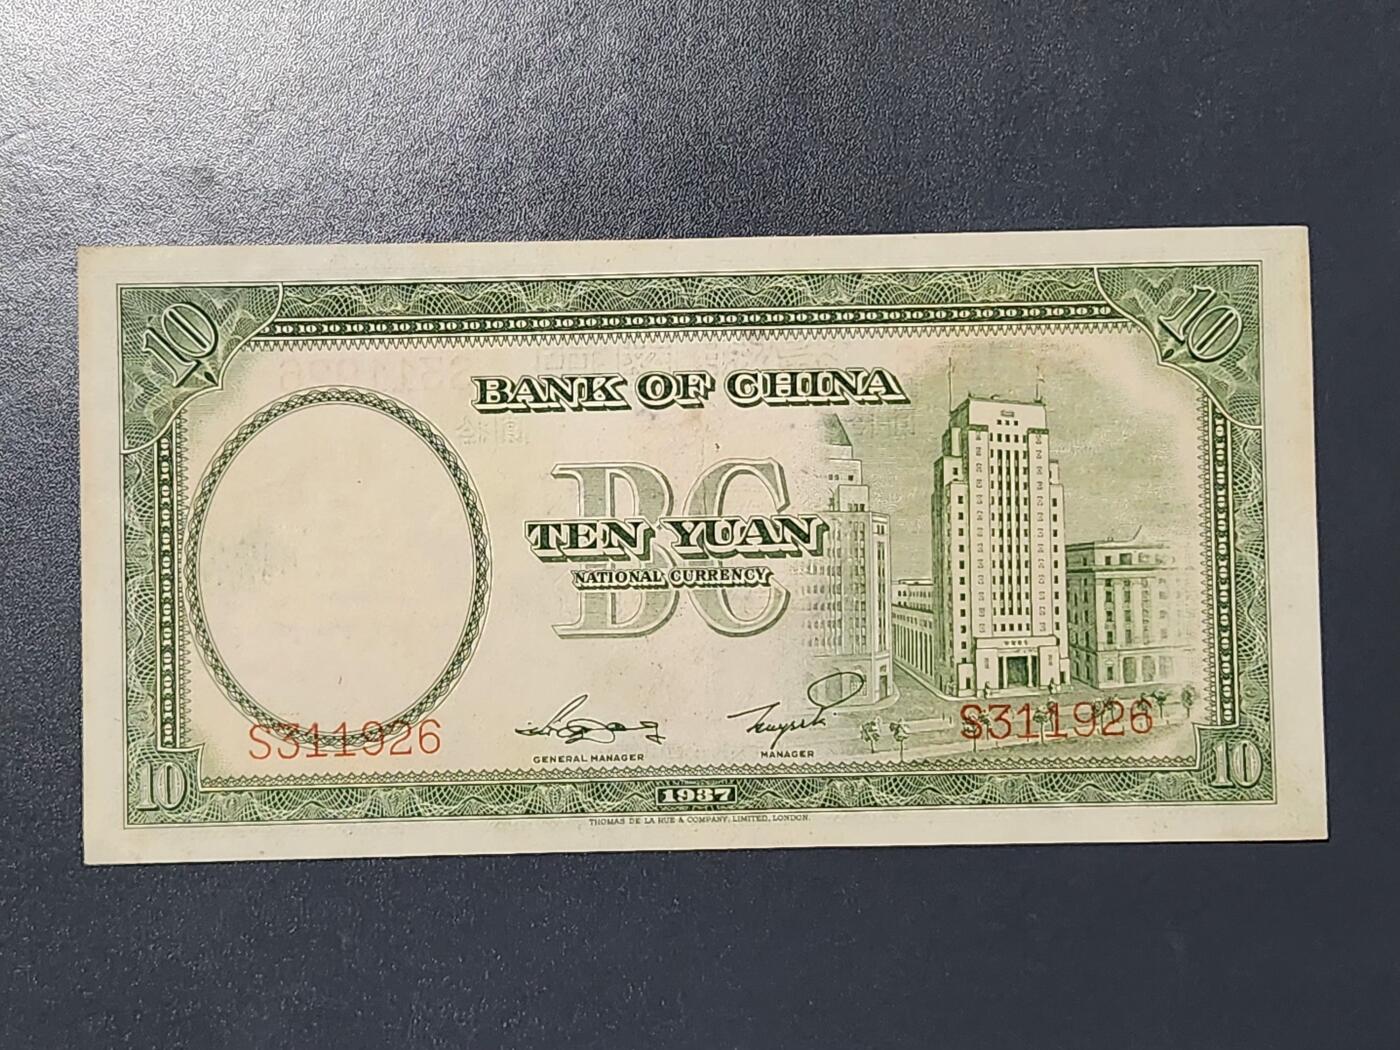 10 10
BANK OF CHINA
BC
TEN YUAN
NATIONAL CURRENCY
S311926 S311926
GENERAL MANAGER MANAGER
10 10
1937
THOMAS DE LA RUE & COMPANY, LIMITED, LONDON.